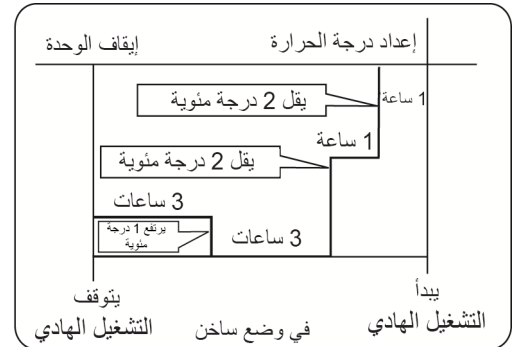 إعداد درجة الحرارة
إيقاف الوحدة
1 ساعة
يقل 2 درجة مئوية
1 ساعة
يقل 2 درجة مئوية
3 ساعات
يرتفع 1 درجة
مئوية
3 ساعات
يبدأ
التشغيل الهادي
يتوقف
التشغيل الهادي
في وضع ساخن